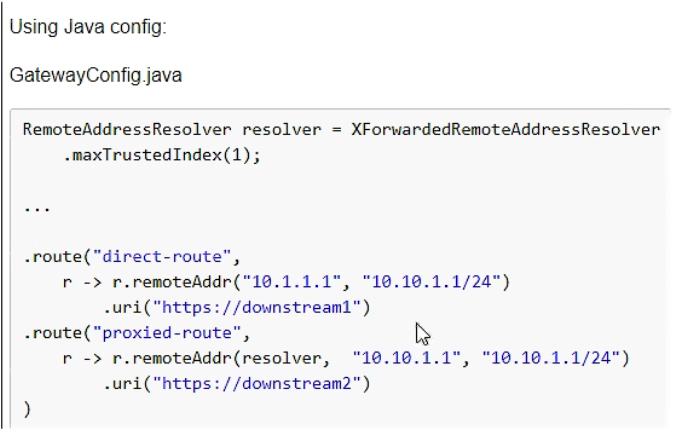 Using Java config:
GatewayConfig.java
RemoteAddressResolver resolver = XForwardedRemoteAddressResolver
    .maxTrustedIndex(1);
...
.route("direct-route",
    r -> r.remoteAddr("10.1.1.1", "10.10.1.1/24")
        .uri("https://downstream1")
.route("proxied-route",
    r -> r.remoteAddr(resolver,  "10.10.1.1", "10.10.1.1/24")
        .uri("https://downstream2")
)